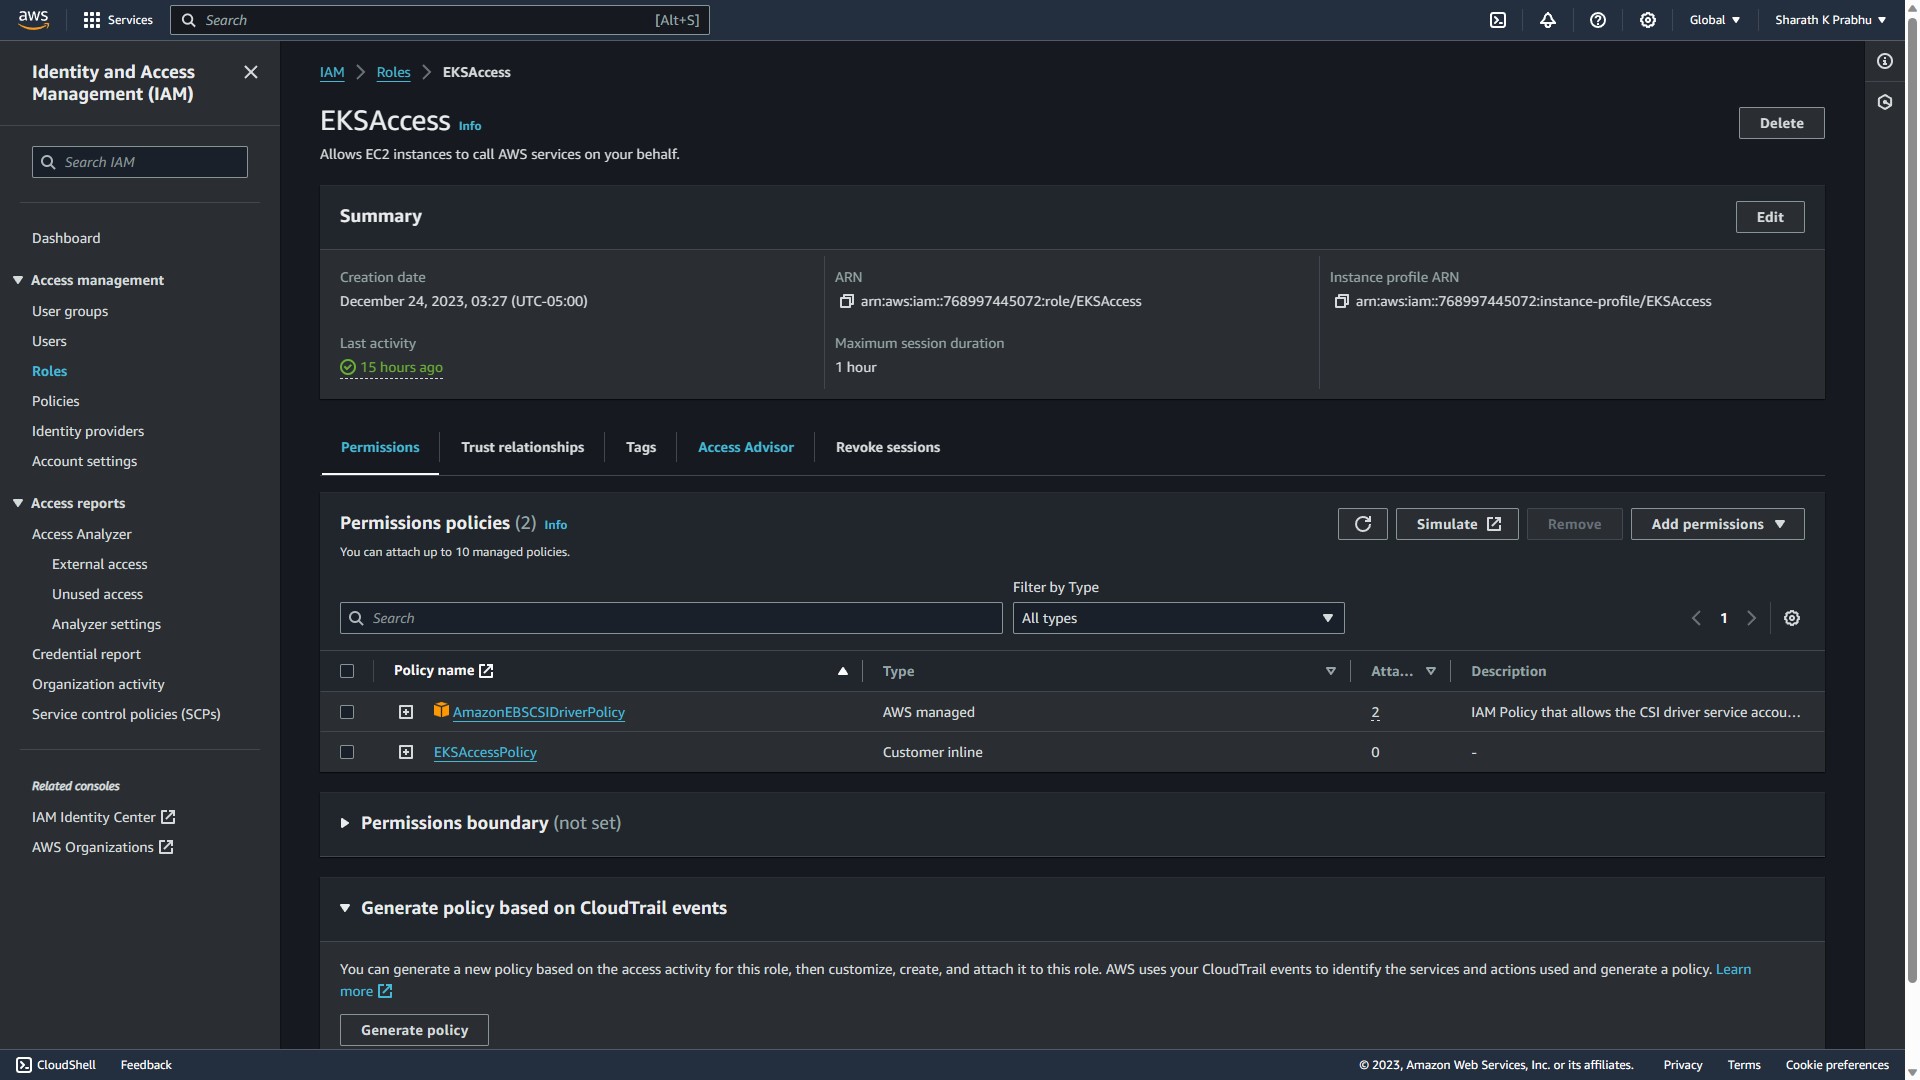 aws
Services
Search
[Alt+S]
Global
Sharath K Prabhu
Identity and Access
Management (IAM)
Search IAM
Dashboard
Access management
User groups
Users
Roles
Policies
Identity providers
Account settings
Access reports
Access Analyzer
External access
Unused access
Analyzer settings
Credential report
Organization activity
Service control policies (SCPs)
Related consoles
IAM Identity Center
AWS Organizations
IAM > Roles > EKSAccess
EKSAccess Info
Delete
Allows EC2 instances to call AWS services on your behalf.
Summary
Edit
Creation date
December 24, 2023, 03:27 (UTC-05:00)
ARN
arn:aws:iam::768997445072:role/EKSAccess
Instance profile ARN
arn:aws:iam::768997445072:instance-profile/EKSAccess
Last activity
15 hours ago
Maximum session duration
1 hour
Permissions
Trust relationships
Tags
Access Advisor
Revoke sessions
Permissions policies (2) Info
You can attach up to 10 managed policies.
Simulate
Remove
Add permissions
Filter by Type
Search
All types
1
Policy name
Type
Atta...
Description
AmazonEBSCSIDriverPolicy
AWS managed
2
IAM Policy that allows the CSI driver service accou...
EKSAccessPolicy
Customer inline
0
-
Permissions boundary (not set)
Generate policy based on CloudTrail events
You can generate a new policy based on the access activity for this role, then customize, create, and attach it to this role. AWS uses your CloudTrail events to identify the services and actions used and generate a policy. Learn
more
Generate policy
CloudShell
Feedback
© 2023, Amazon Web Services, Inc. or its affiliates.
Privacy
Terms
Cookie preferences